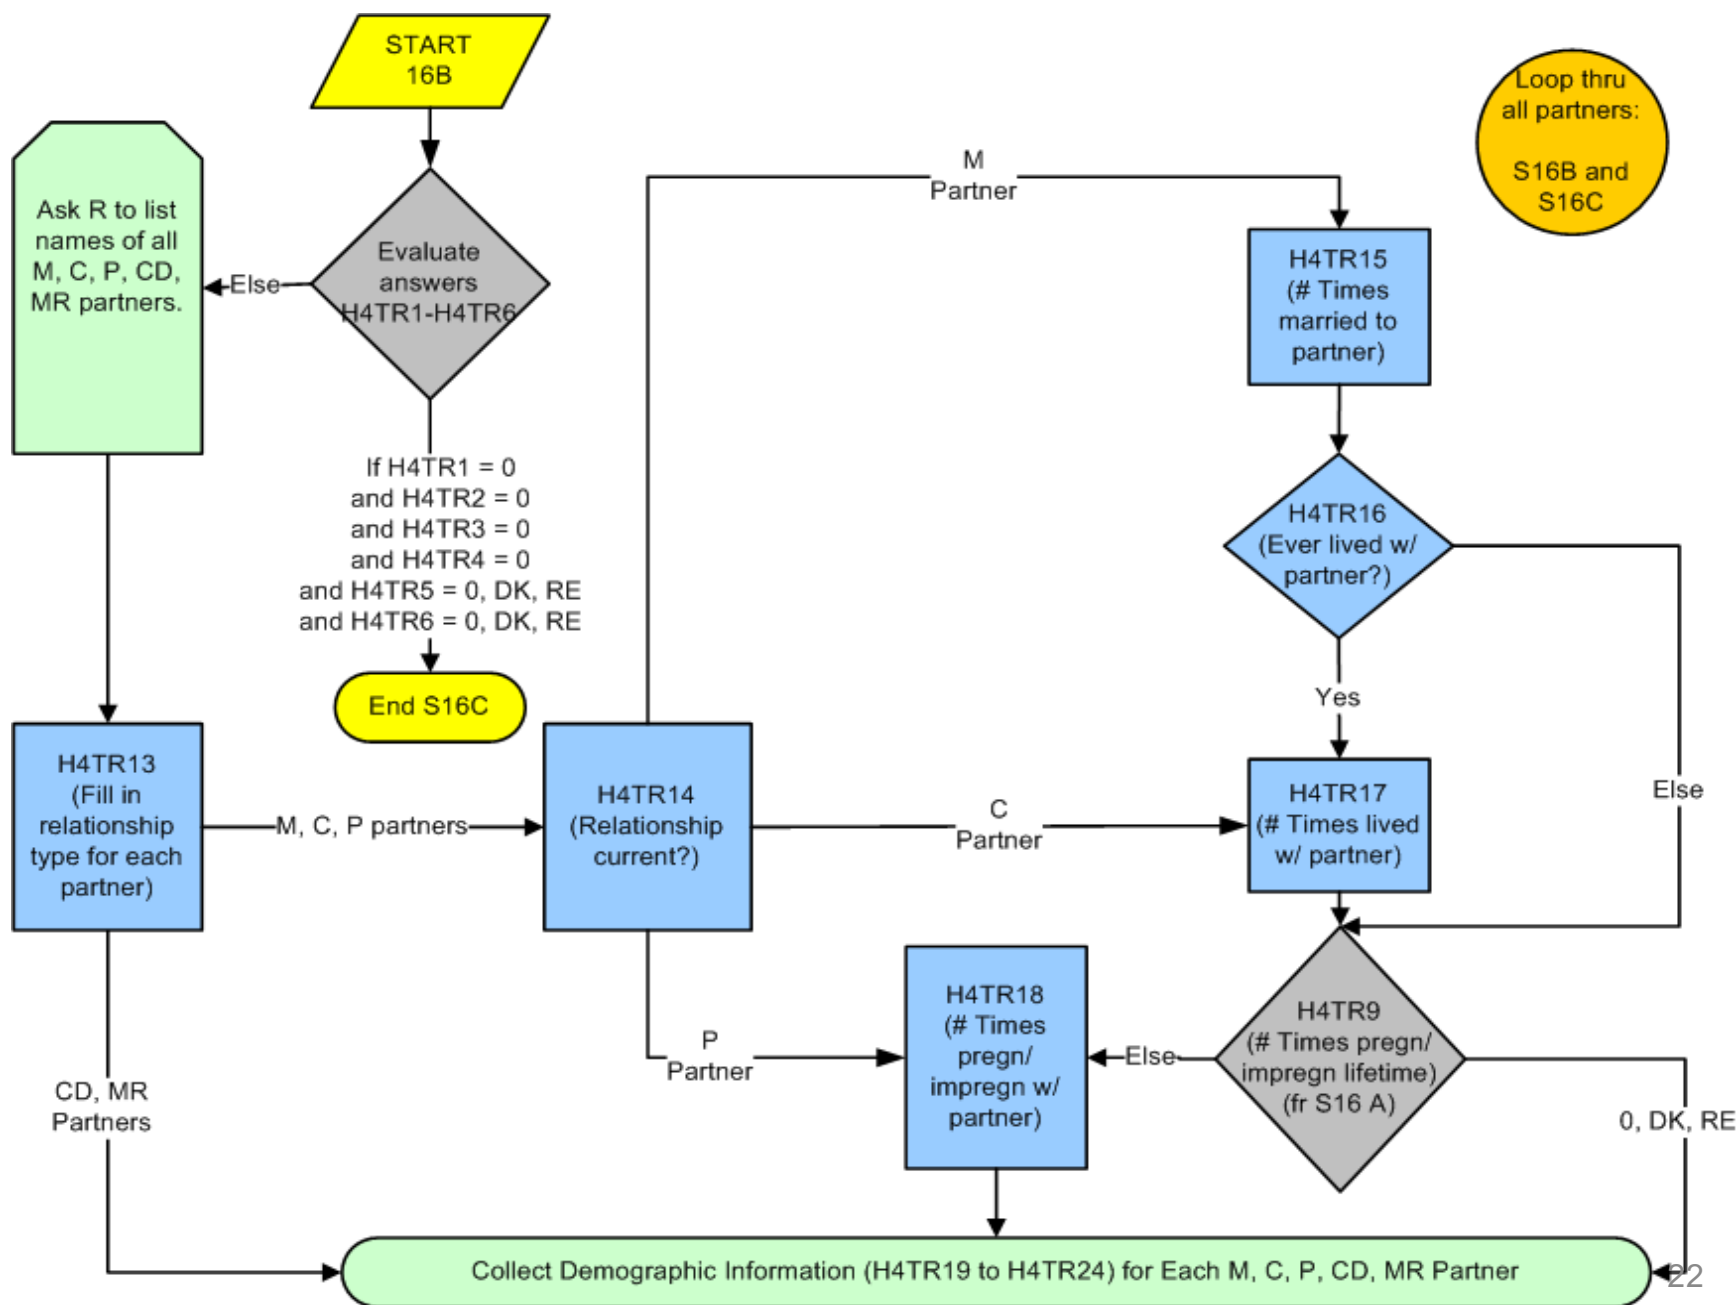 START
16B
Loop thru
all partners:
S16B and
S16C
M
Partner
Ask R to list
names of all
M, C, P, CD,
MR partners.
Else
Evaluate
answers
H4TR1-H4TR6
H4TR15
(# Times
married to
partner)
If H4TR1 = 0
and H4TR2 = 0
and H4TR3 = 0
and H4TR4 = 0
and H4TR5 = 0, DK, RE
and H4TR6 = 0, DK, RE
H4TR16
(Ever lived w/
partner?)
End S16C
Yes
H4TR13
(Fill in
relationship
type for each
partner)
M, C, P partners
H4TR14
(Relationship
current?)
C
Partner
H4TR17
(# Times lived
w/ partner)
Else
P
Partner
H4TR18
(# Times
pregn/
impregn w/
partner)
Else
H4TR9
(# Times pregn/
impregn lifetime)
(fr S16 A)
CD, MR
Partners
0, DK, RE
Collect Demographic Information (H4TR19 to H4TR24) for Each M, C, P, CD, MR Partner
22